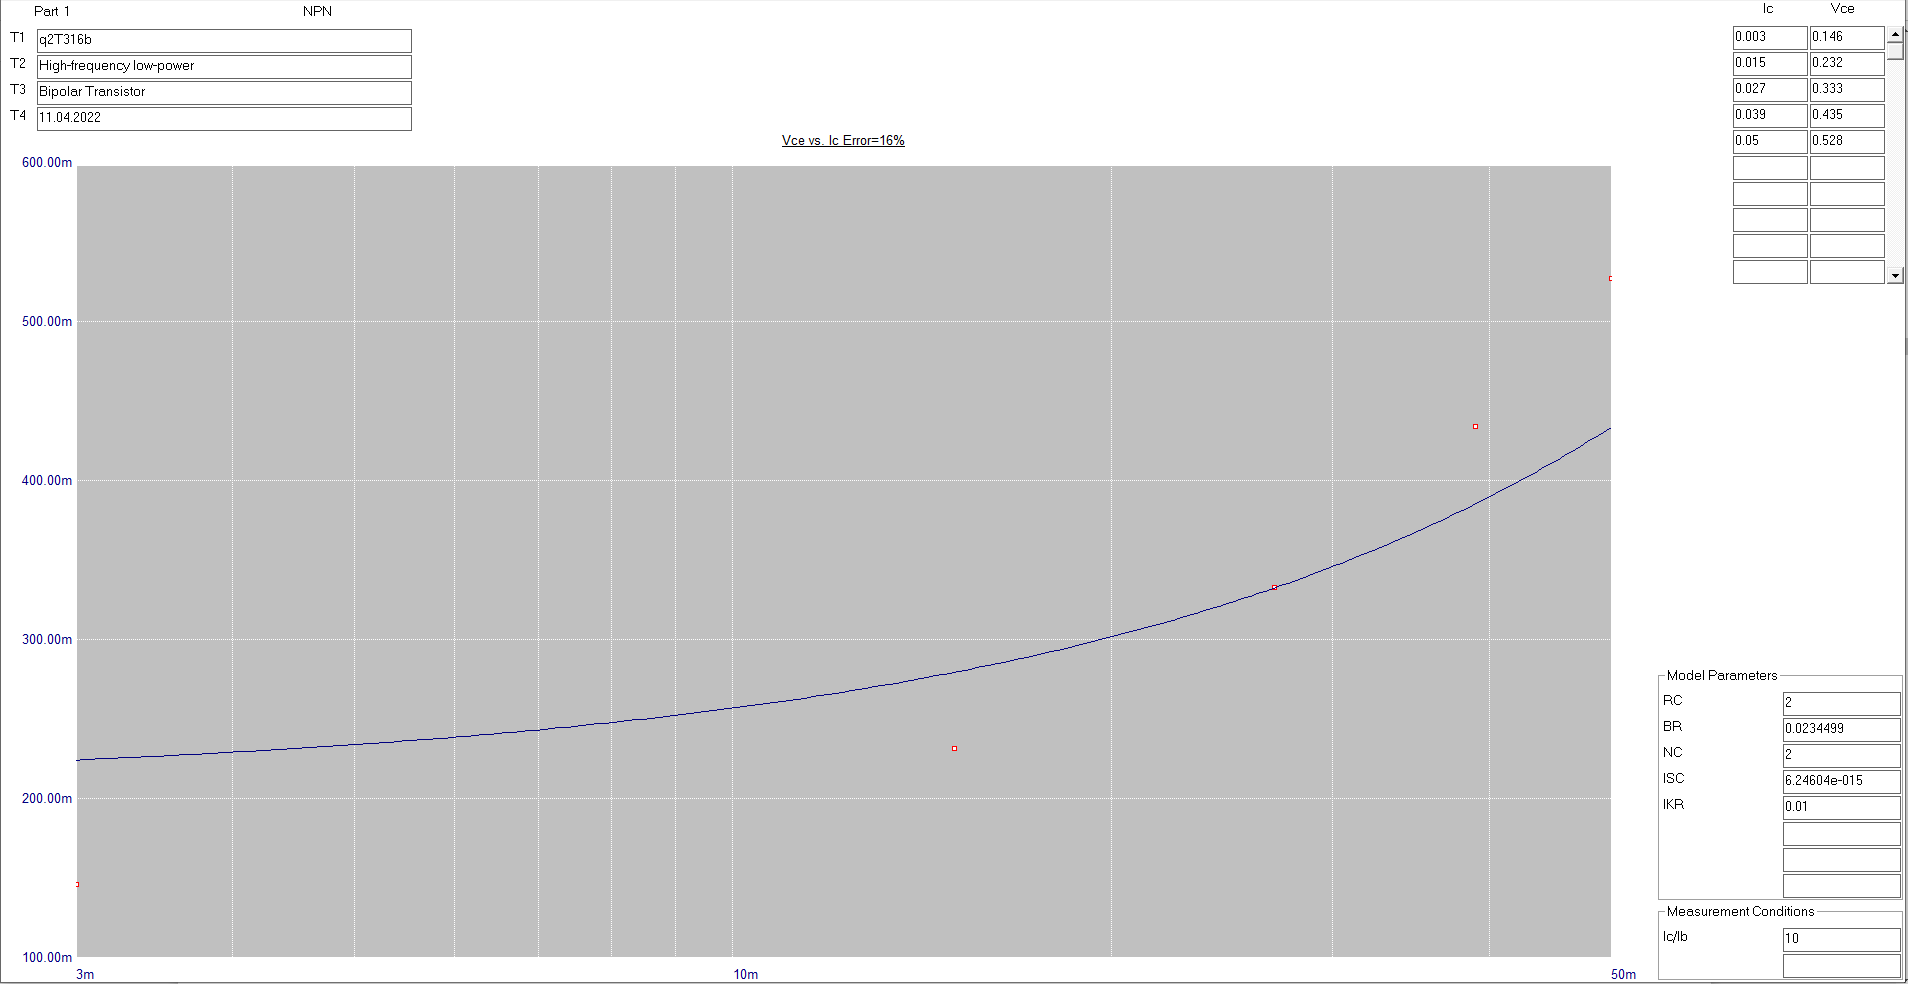 Part 1 NPN
T1 q2T316b
T2 High-frequency low-power
T3 Bipolar Transistor
T4 11.04.2022
Ic Vce
0.003 0.146
0.015 0.232
0.027 0.333
0.039 0.435
0.05 0.528
Vce vs. Ic Error=16%
600.00m
500.00m
400.00m
300.00m
200.00m
100.00m
3m 10m 50m
Model Parameters
RC 2
BR 0.0234499
NC 2
ISC 6.24604e-015
IKR 0.01
Measurement Conditions
Ic/Ib 10